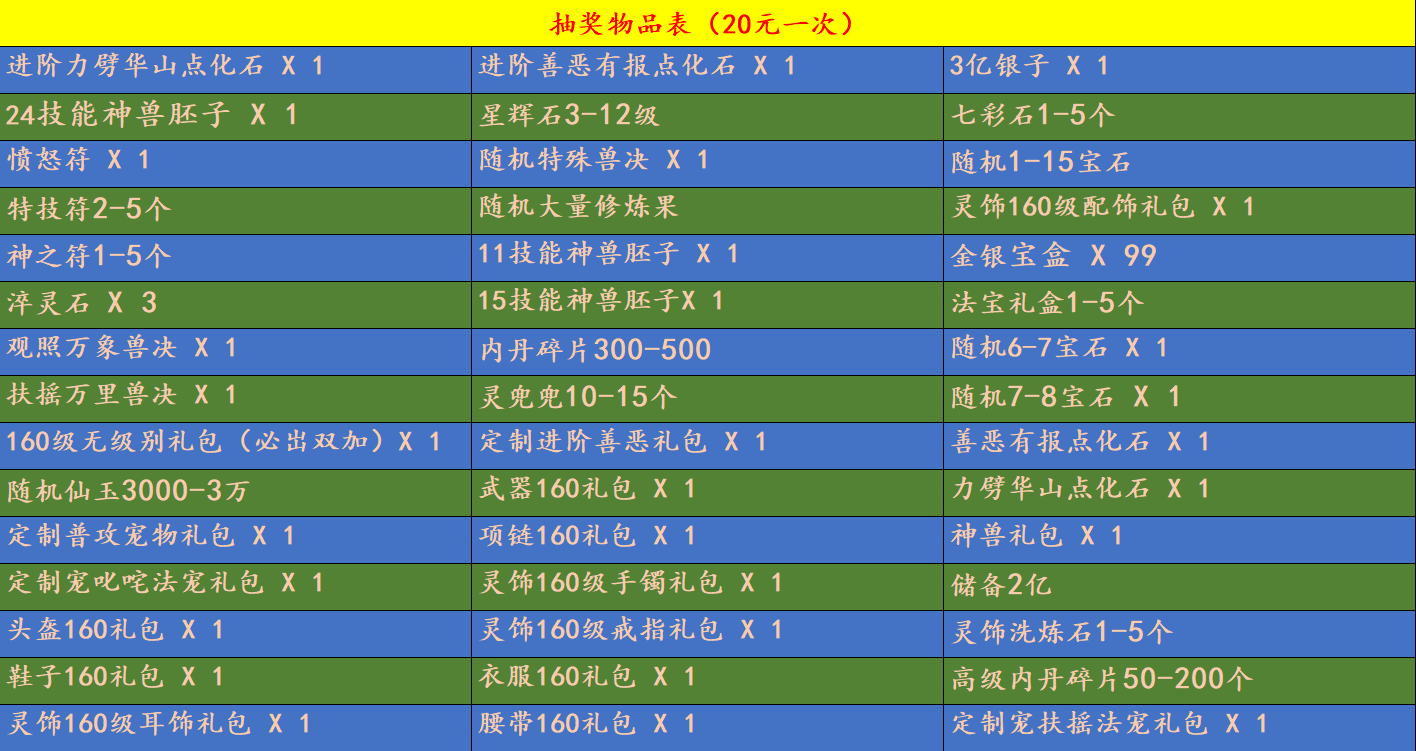 抽奖物品表（20元一次）
进阶力劈华山点化石 X 1
进阶善恶有报点化石 X 1
3亿银子 X 1
24技能神兽胚子 X 1
星辉石3-12级
七彩石1-5个
愤怒符 X 1
随机特殊兽决 X 1
随机1-15宝石
特技符2-5个
随机大量修炼果
灵饰160级配饰礼包 X 1
神之符1-5个
11技能神兽胚子 X 1
金银宝盒 X 99
淬灵石 X 3
15技能神兽胚子X 1
法宝礼盒1-5个
观照万象兽决 X 1
内丹碎片300-500
随机6-7宝石 X 1
扶摇万里兽决 X 1
灵兜兜10-15个
随机7-8宝石 X 1
160级无级别礼包（必出双加）X 1
定制进阶善恶礼包 X 1
善恶有报点化石 X 1
随机仙玉3000-3万
武器160礼包 X 1
力劈华山点化石 X 1
定制普攻宠物礼包 X 1
项链160礼包 X 1
神兽礼包 X 1
定制宠叱咤法宠礼包 X 1
灵饰160级手镯礼包 X 1
储备2亿
头盔160礼包 X 1
灵饰160级戒指礼包 X 1
灵饰洗炼石1-5个
鞋子160礼包 X 1
衣服160礼包 X 1
高级内丹碎片50-200个
灵饰160级耳饰礼包 X 1
腰带160礼包 X 1
定制宠扶摇法宠礼包 X 1